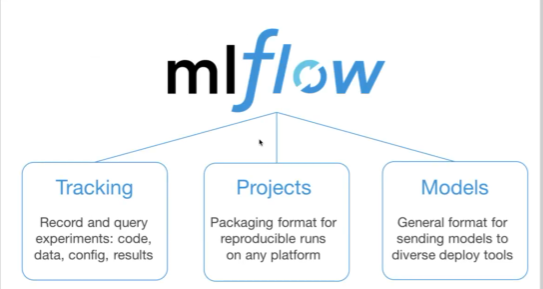 mlflow
Tracking
Record and query
experiments: code,
data, config, results
Projects
Packaging format for
reproducible runs
on any platform
Models
General format for
sending models to
diverse deploy tools